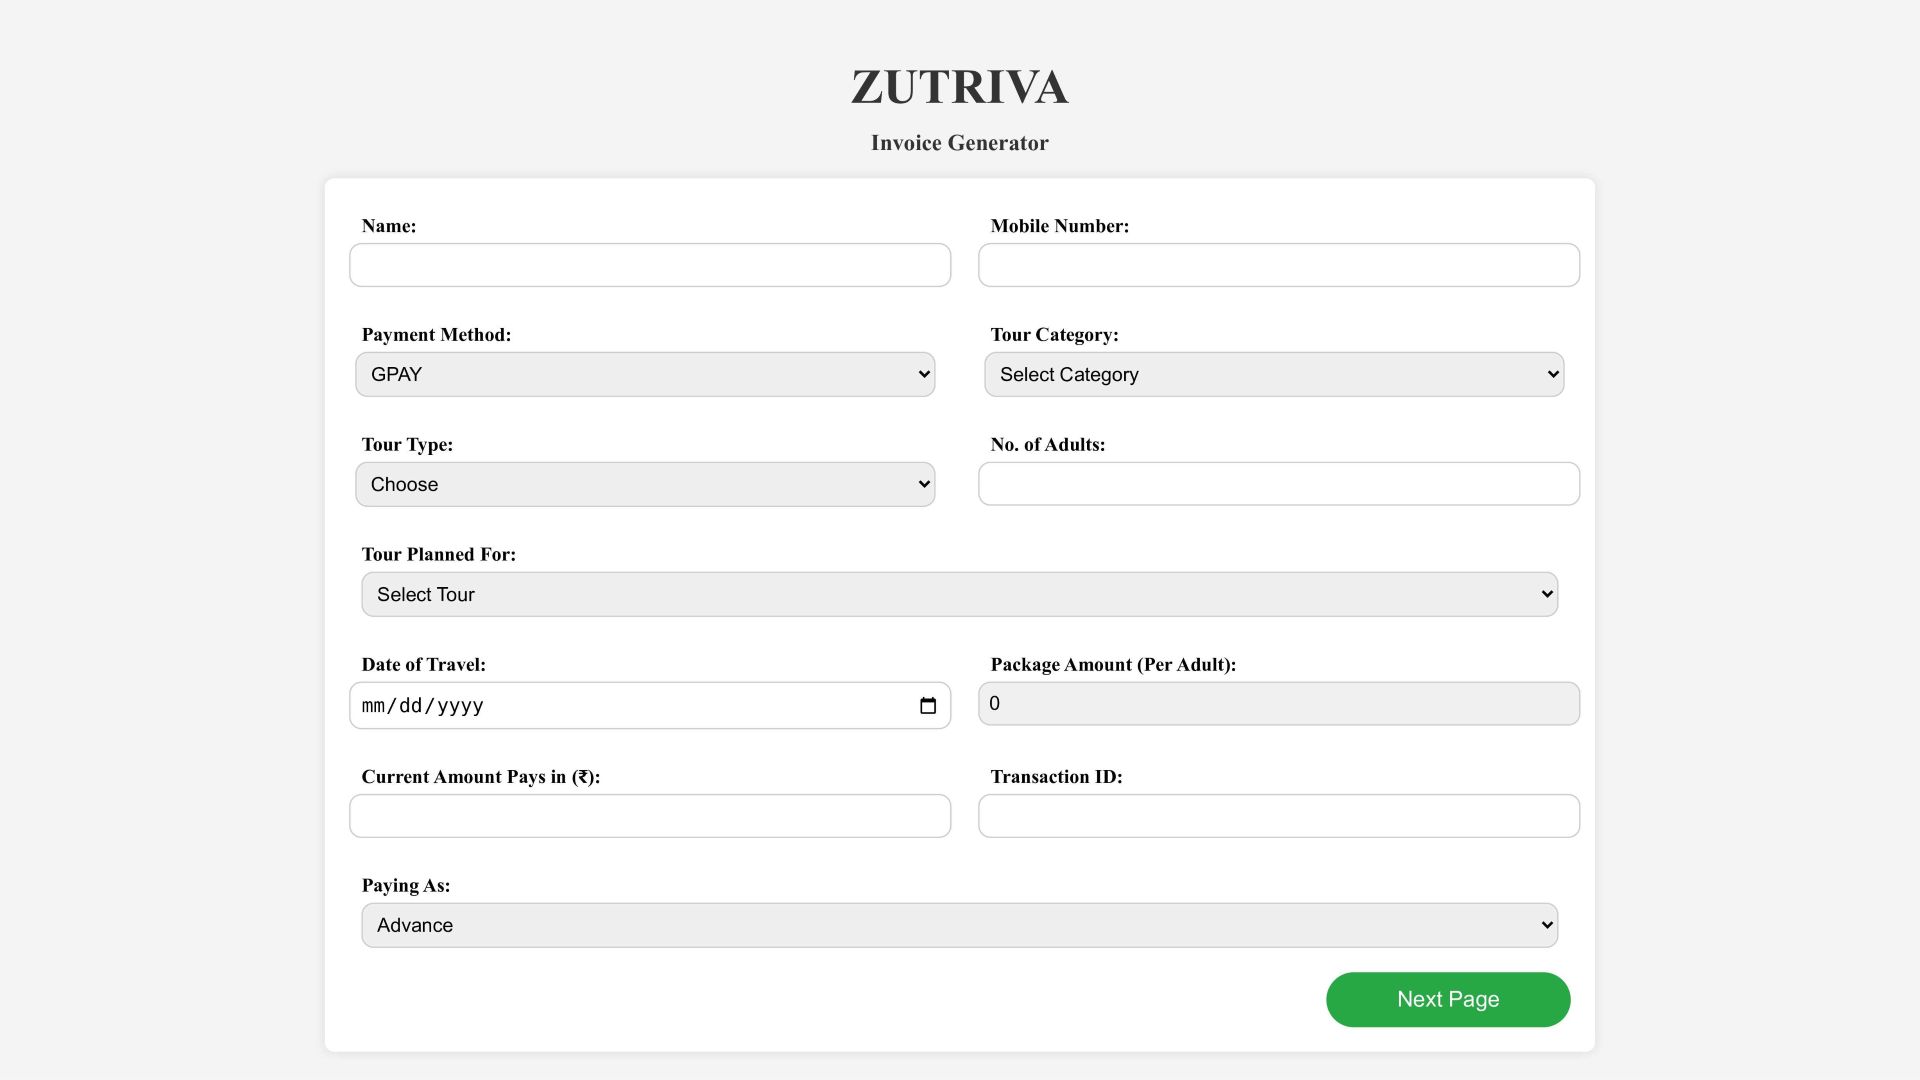 ZUTRIVA
Invoice Generator
Name:
Mobile Number:
Payment Method:
Tour Category:
GPAY
Select Category
Tour Type:
No. of Adults:
Choose
Tour Planned For:
Select Tour
Date of Travel:
Package Amount (Per Adult):
mm/dd/yyyy
0
Current Amount Pays in (₹):
Transaction ID:
Paying As:
Advance
Next Page